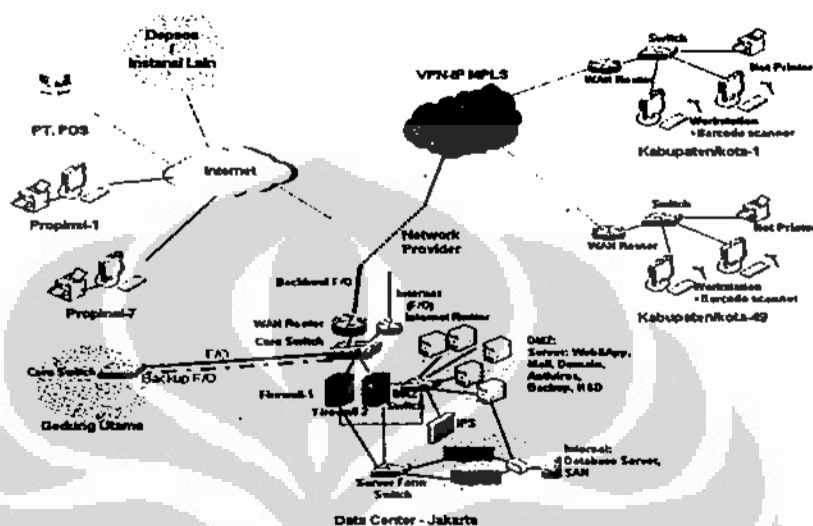 Depsos
/
Instansi Lain
PT. POS
Internet
Propinsi-1
Propinsi-7
VPN-IP MPLS
Switch
WAN Router
Net Printer
Workstation
+ Barcode scanner
Kabupaten/kota-1
Switch
WAN Router
Net Printer
Workstation
+ Barcode scanner
Kabupaten/kota-49
Network
Provider
Backhaul F/O
Internet
(F/O)
Internet Router
WAN Router
Core Switch
F/O
Backup F/O
Core Switch
Gedung Utama
Firewall-1
Firewall 2
DMZ
Switch
DMZ:
Server: Web&App,
Mail, Domain,
Antivirus,
Backup, R&D
IPS
Server Farm
Switch
Internal:
Database Server,
SAN
Data Center - Jakarta